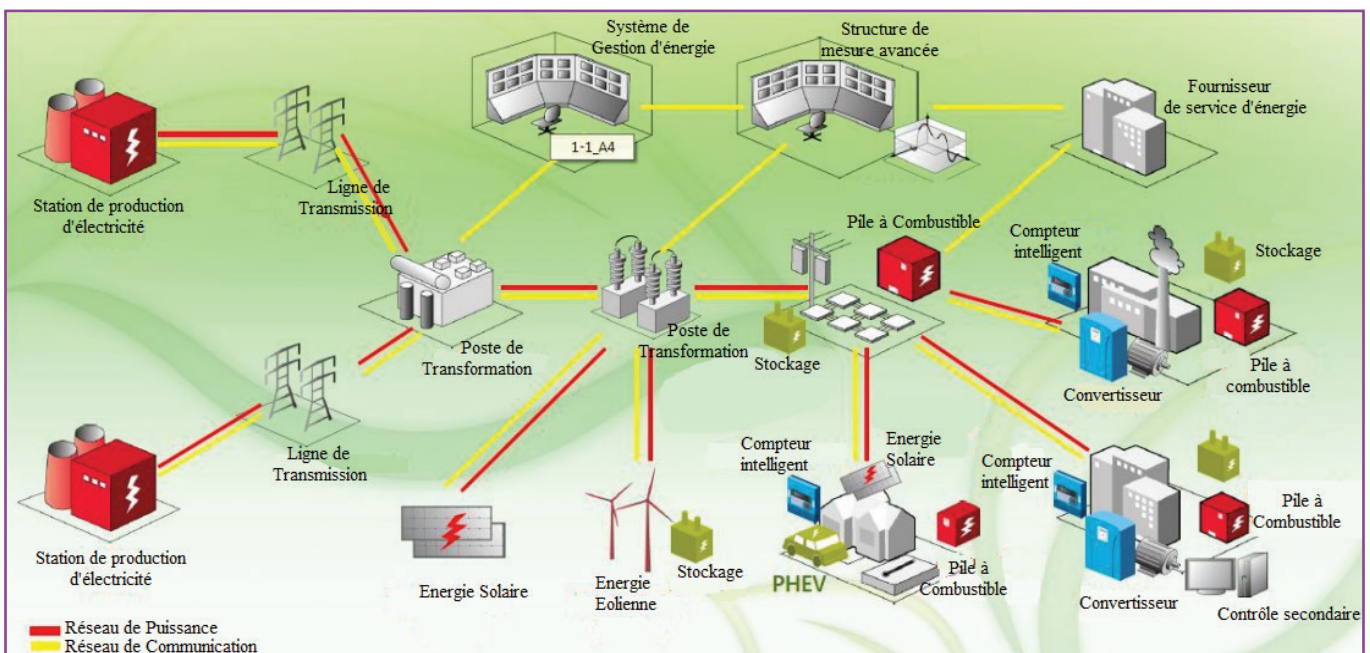 Système de
Gestion d'énergie
Structure de
mesure avancée
Fournisseur
de service d'énergie
1-1_A4
Station de production
d'électricité
Ligne de
Transmission
Pile à Combustible
Compteur
intelligent
Stockage
Poste de
Transformation
Poste de
Transformation
Stockage
Convertisseur
Pile à
combustible
Ligne de
Transmission
Compteur
intelligent
Energie
Solaire
Compteur
intelligent
Pile à
Combustible
Station de production
d'électricité
Energie Solaire
Energie
Eolienne
Stockage
PHEV
Pile à
Combustible
Convertisseur
Contrôle secondaire
Réseau de Puissance
Réseau de Communication